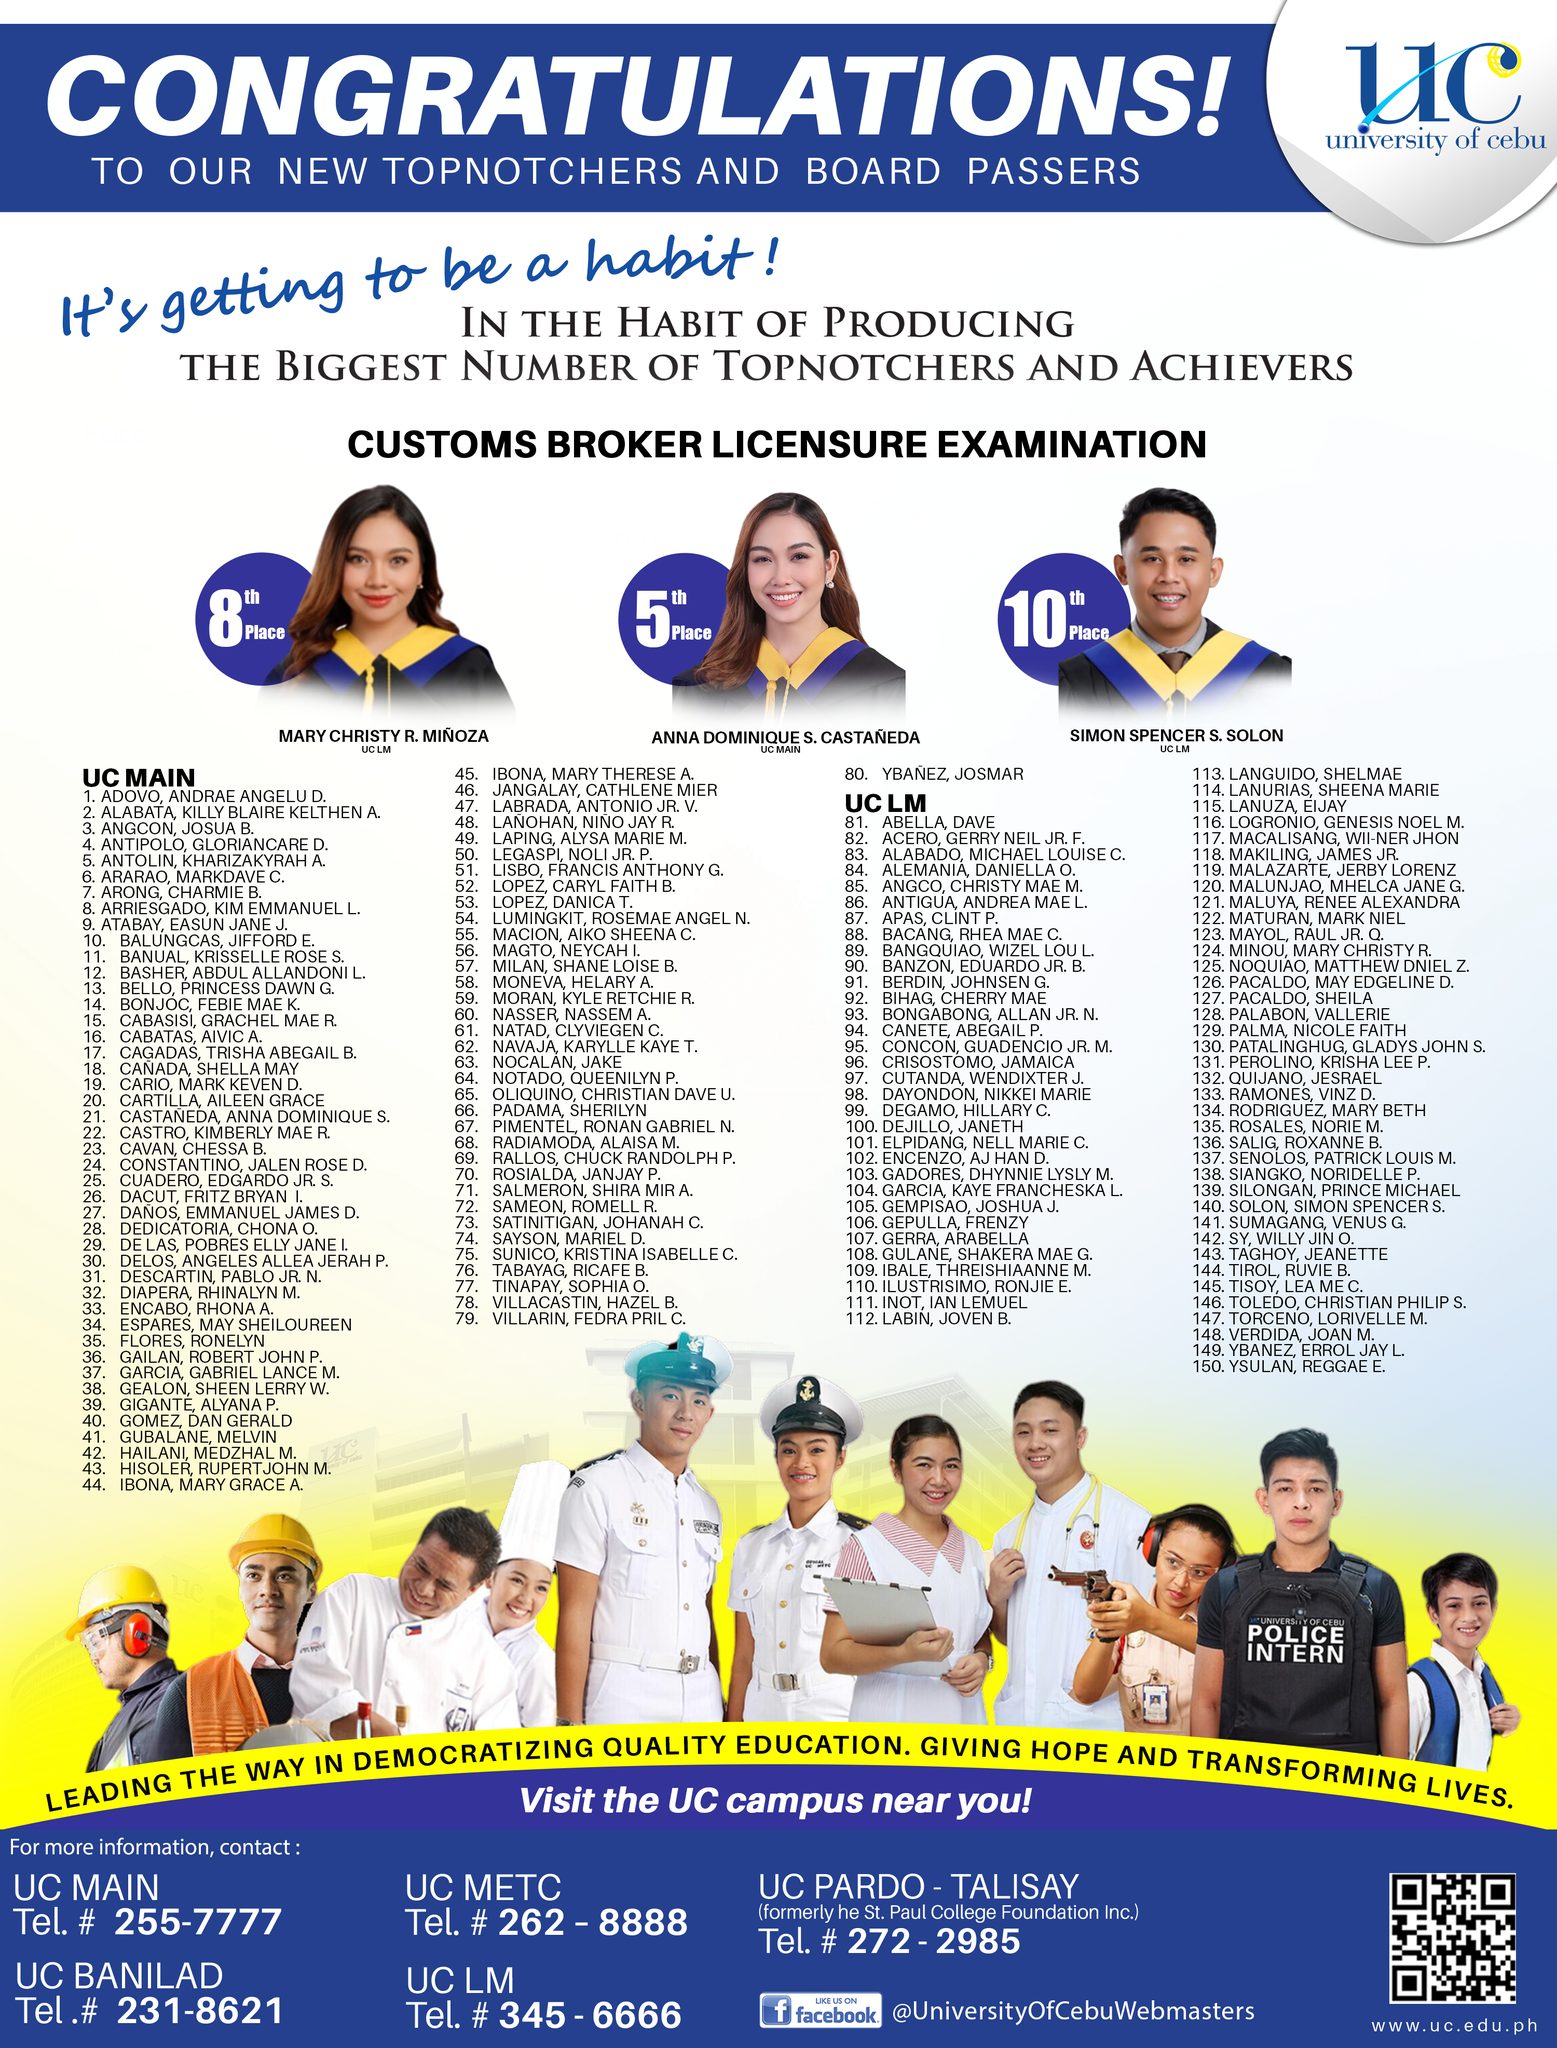 CONGRATULATIONS!
TO OUR NEW TOPNOTCHERS AND BOARD PASSERS
uc
university of cebu
It's getting to be a habit!
IN THE HABIT OF PRODUCING
THE BIGGEST NUMBER OF TOPNOTCHERS AND ACHIEVERS
CUSTOMS BROKER LICENSURE EXAMINATION
8th Place
MARY CHRISTY R. MIÑOZA
UC LM
5th Place
ANNA DOMINIQUE S. CASTAÑEDA
UC MAIN
10th Place
SIMON SPENCER S. SOLON
UC LM
UC MAIN
1. ADOVO, ANDRAE ANGELU D.
2. ALABATA, KILLY BLAIRE KELTHEN A.
3. ANGCON, JOSUA B.
4. ANTIPOLO, GLORIANCARE D.
5. ANTOLIN, KHARIZAKYRAH A.
6. ARARAO, MARKDAVE C.
7. ARONG, CHARMIE B.
8. ARRIESGADO, KIM EMMANUEL L.
9. ATABAY, EASUN JANE J.
10. BALUNGCAS, JIFFORD E.
11. BANUAL, KRISSELLE ROSE S.
12. BASHER, ABDUL ALLANDONI L.
13. BELLO, PRINCESS DAWN G.
14. BONJOC, FEBIE MAE K.
15. CABASISI, GRACHEL MAE R.
16. CABATAS, AIVIC A.
17. CAGADAS, TRISHA ABEGAIL B.
18. CAÑADA, SHELLA MAY
19. CARIO, MARK KEVEN D.
20. CARTILLA, AILEEN GRACE
21. CASTAÑEDA, ANNA DOMINIQUE S.
22. CASTRO, KIMBERLY MAE R.
23. CAVAN, CHESSA B.
24. CONSTANTINO, JALEN ROSE D.
25. CUADERO, EDGARDO JR. S.
26. DACUT, FRITZ BRYAN I.
27. DAÑOS, EMMANUEL JAMES D.
28. DEDICATORIA, CHONA O.
29. DE LAS, POBRES ELLY JANE I.
30. DELOS, ANGELES ALLEA JERAH P.
31. DESCARTIN, PABLO JR. N.
32. DIAPERA, RHINALYN M.
33. ENCABO, RHONA A.
34. ESPARES, MAY SHEILOUREEN
35. FLORES, RONELYN
36. GAILAN, ROBERT JOHN P.
37. GARCIA, GABRIEL LANCE M.
38. GEALON, SHEEN LERRY W.
39. GIGANTE, ALYANA P.
40. GOMEZ, DAN GERALD
41. GUBALANE, MELVIN
42. HAILANI, MEDZHAL M.
43. HISOLER, RUPERTJOHN M.
44. IBONA, MARY GRACE A.
45. IBONA, MARY THERESE A.
46. JANGALAY, CATHLENE MIER
47. LABRADA, ANTONIO JR. V.
48. LAÑOHAN, NIÑO JAY R.
49. LAPING, ALYSA MARIE M.
50. LEGASPI, NOLI JR. P.
51. LISBO, FRANCIS ANTHONY G.
52. LOPEZ, CARYL FAITH B.
53. LOPEZ, DANICA T.
54. LUMINGKIT, ROSEMAE ANGEL N.
55. MACION, AIKO SHEENA C.
56. MAGTO, NEYCAH I.
57. MILAN, SHANE LOISE B.
58. MONEVA, HELARY A.
59. MORAN, KYLE RETCHIE R.
60. NASSER, NASSEM A.
61. NATAD, CLYVIEGEN C.
62. NAVAJA, KARYLLE KAYE T.
63. NOCALAN, JAKE
64. NOTADO, QUEENILYN P.
65. OLIQUINO, CHRISTIAN DAVE U.
66. PADAMA, SHERILYN
67. PIMENTEL, RONAN GABRIEL N.
68. RADIAMODA, ALAISA M.
69. RALLOS, CHUCK RANDOLPH P.
70. ROSIALDA, JANJAY P.
71. SALMERON, SHIRA MIR A.
72. SAMEON, ROMELL R.
73. SATINITIGAN, JOHANAH C.
74. SAYSON, MARIEL D.
75. SUNICO, KRISTINA ISABELLE C.
76. TABAYAG, RICAFE B.
77. TINAPAY, SOPHIA O.
78. VILLACASTIN, HAZEL B.
79. VILLARIN, FEDRA PRIL C.
80. YBAÑEZ, JOSMAR
UC LM
81. ABELLA, DAVE
82. ACERO, GERRY NEIL JR. F.
83. ALABADO, MICHAEL LOUISE C.
84. ALEMANIA, DANIELLA O.
85. ANGCO, CHRISTY MAE M.
86. ANTIGUA, ANDREA MAE L.
87. APAS, CLINT P.
88. BACANG, RHEA MAE C.
89. BANGQUIAO, WIZEL LOU L.
90. BANZON, EDUARDO JR. B.
91. BERDIN, JOHNSEN G.
92. BIHAG, CHERRY MAE
93. BONGABONG, ALLAN JR. N.
94. CANETE, ABEGAIL P.
95. CONCON, GUADENCIO JR. M.
96. CRISOSTOMO, JAMAICA
97. CUTANDA, WENDIXTER J.
98. DAYONDON, NIKKEI MARIE
99. DEGAMO, HILLARY C.
100. DEJILLO, JANETH
101. ELPIDANG, NELL MARIE C.
102. ENCENZO, AJ HAN D.
103. GADORES, DHYNNIE LYSLY M.
104. GARCIA, KAYE FRANCHESKA L.
105. GEMPISAO, JOSHUA J.
106. GEPULLA, FRENZY
107. GERRA, ARABELLA
108. GULANE, SHAKERA MAE G.
109. IBALE, THREISHIAANNE M.
110. ILUSTRISIMO, RONJIE E.
111. INOT, IAN LEMUEL
112. LABIN, JOVEN B.
113. LANGUIDO, SHELMAE
114. LANURIAS, SHEENA MARIE
115. LANUZA, EIJAY
116. LOGRONIO, GENESIS NOEL M.
117. MACALISANG, WII-NER JHON
118. MAKILING, JAMES JR.
119. MALAZARTE, JERBY LORENZ
120. MALUNJAO, MHELCA JANE G.
121. MALUYA, RENEE ALEXANDRA
122. MATURAN, MARK NIEL
123. MAYOL, RAUL JR. Q.
124. MINOU, MARY CHRISTY R.
125. NOQUIAO, MATTHEW DNIEL Z.
126. PACALDO, MAY EDGELINE D.
127. PACALDO, SHEILA
128. PALABON, VALLERIE
129. PALMA, NICOLE FAITH
130. PATALINGHUG, GLADYS JOHN S.
131. PEROLINO, KRISHA LEE P.
132. QUIJANO, JESRAEL
133. RAMONES, VINZ D.
134. RODRIGUEZ, MARY BETH
135. ROSALES, NORIE M.
136. SALIG, ROXANNE B.
137. SENOLOS, PATRICK LOUIS M.
138. SIANGKO, NORIDELLE P.
139. SILONGAN, PRINCE MICHAEL
140. SOLON, SIMON SPENCER S.
141. SUMAGANG, VENUS G.
142. SY, WILLY JIN O.
143. TAGHOY, JEANETTE
144. TIROL, RUVIE B.
145. TISOY, LEA ME C.
146. TOLEDO, CHRISTIAN PHILIP S.
147. TORCENO, LORIVELLE M.
148. VERDIDA, JOAN M.
149. YBANEZ, ERROL JAY L.
150. YSULAN, REGGAE E.
UNIVERSITY OF CEBU
POLICE
INTERN
LEADING THE WAY IN DEMOCRATIZING QUALITY EDUCATION. GIVING HOPE AND TRANSFORMING LIVES.
Visit the UC campus near you!
For more information, contact :
UC MAIN
Tel. # 255-7777
UC BANILAD
Tel .# 231-8621
UC METC
Tel. # 262 - 8888
UC LM
Tel. # 345 - 6666
UC PARDO - TALISAY
(formerly he St. Paul College Foundation Inc.)
Tel. # 272 - 2985
LIKE US ON
facebook.
@UniversityOfCebuWebmasters
www.uc.edu.ph